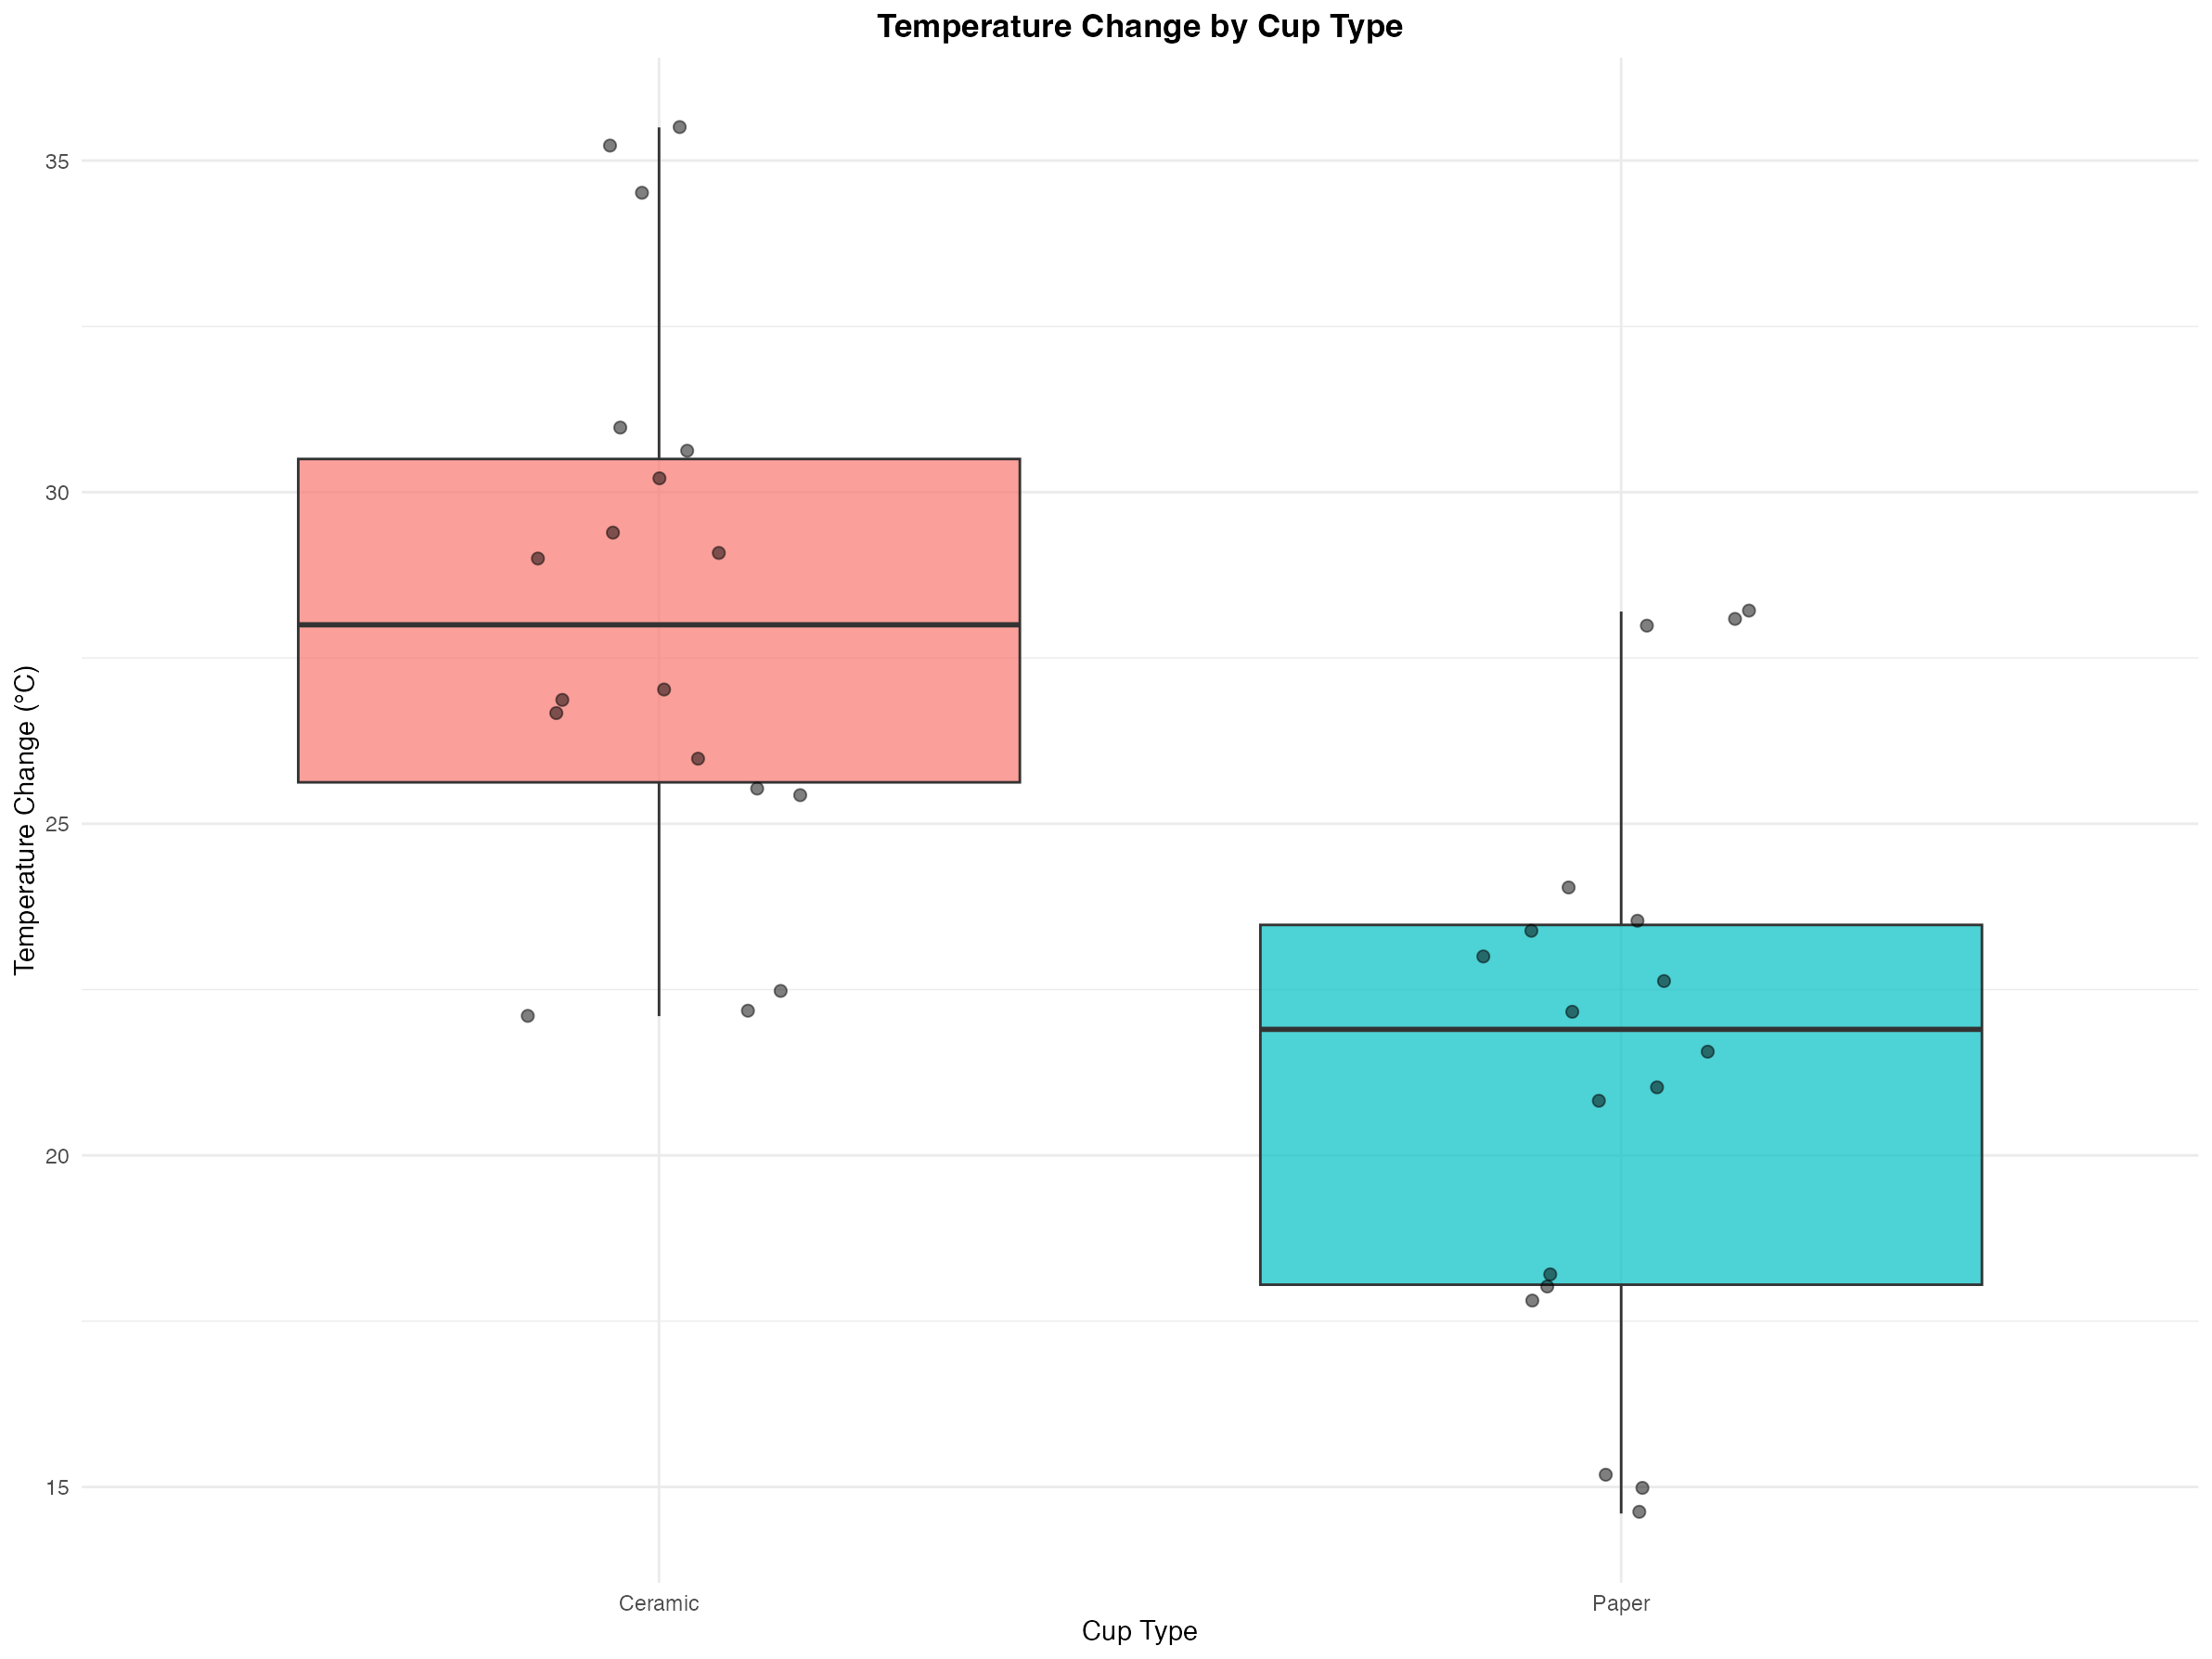 Temperature Change by Cup Type
Temperature Change (°C)
35
30
25
20
15
Ceramic
Paper
Cup Type